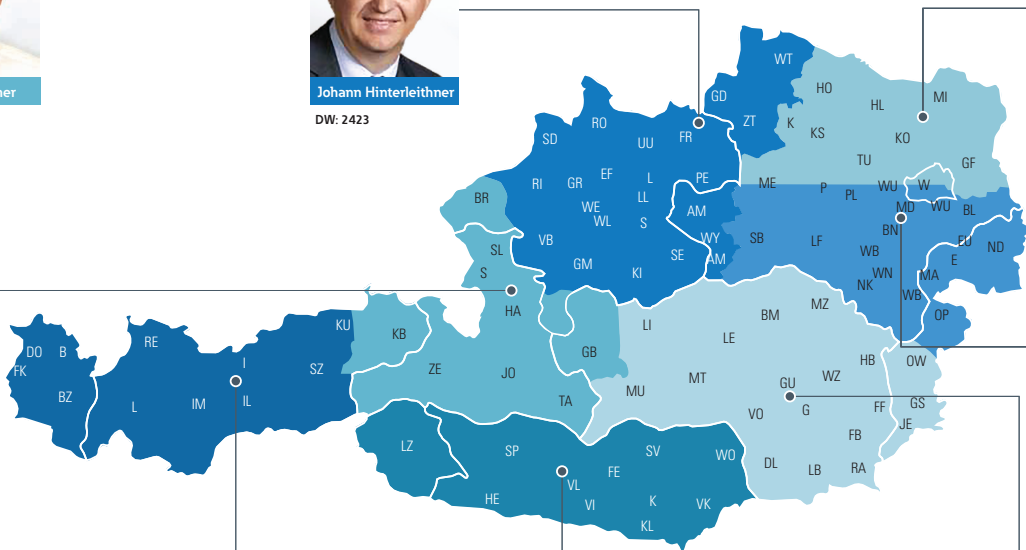 ner
Johann Hinterleithner
DW: 2423
WT
GD
HO
MI
HL
ZT
K
KS
KO
RO
SD
UU
FR
TU
GF
EF
L
PE
RI
GR
ME
P
PL
WU
W
BR
LL
WE
WL
S
AM
MD
WU
BL
VB
WY
SB
LF
BN
EU
ND
SL
SE
AM
WB
E
S
GM
KI
WN
MA
NK
WB
HA
MZ
OP
KU
KB
LI
BM
DO
B
RE
LE
GB
FK
I
SZ
ZE
JO
HB
OW
MT
WZ
GU
BZ
IL
IM
L
TA
MU
VO
G
FF
GS
JE
FB
LZ
SP
SV
WO
DL
LB
RA
FE
VL
HE
VI
K
VK
KL